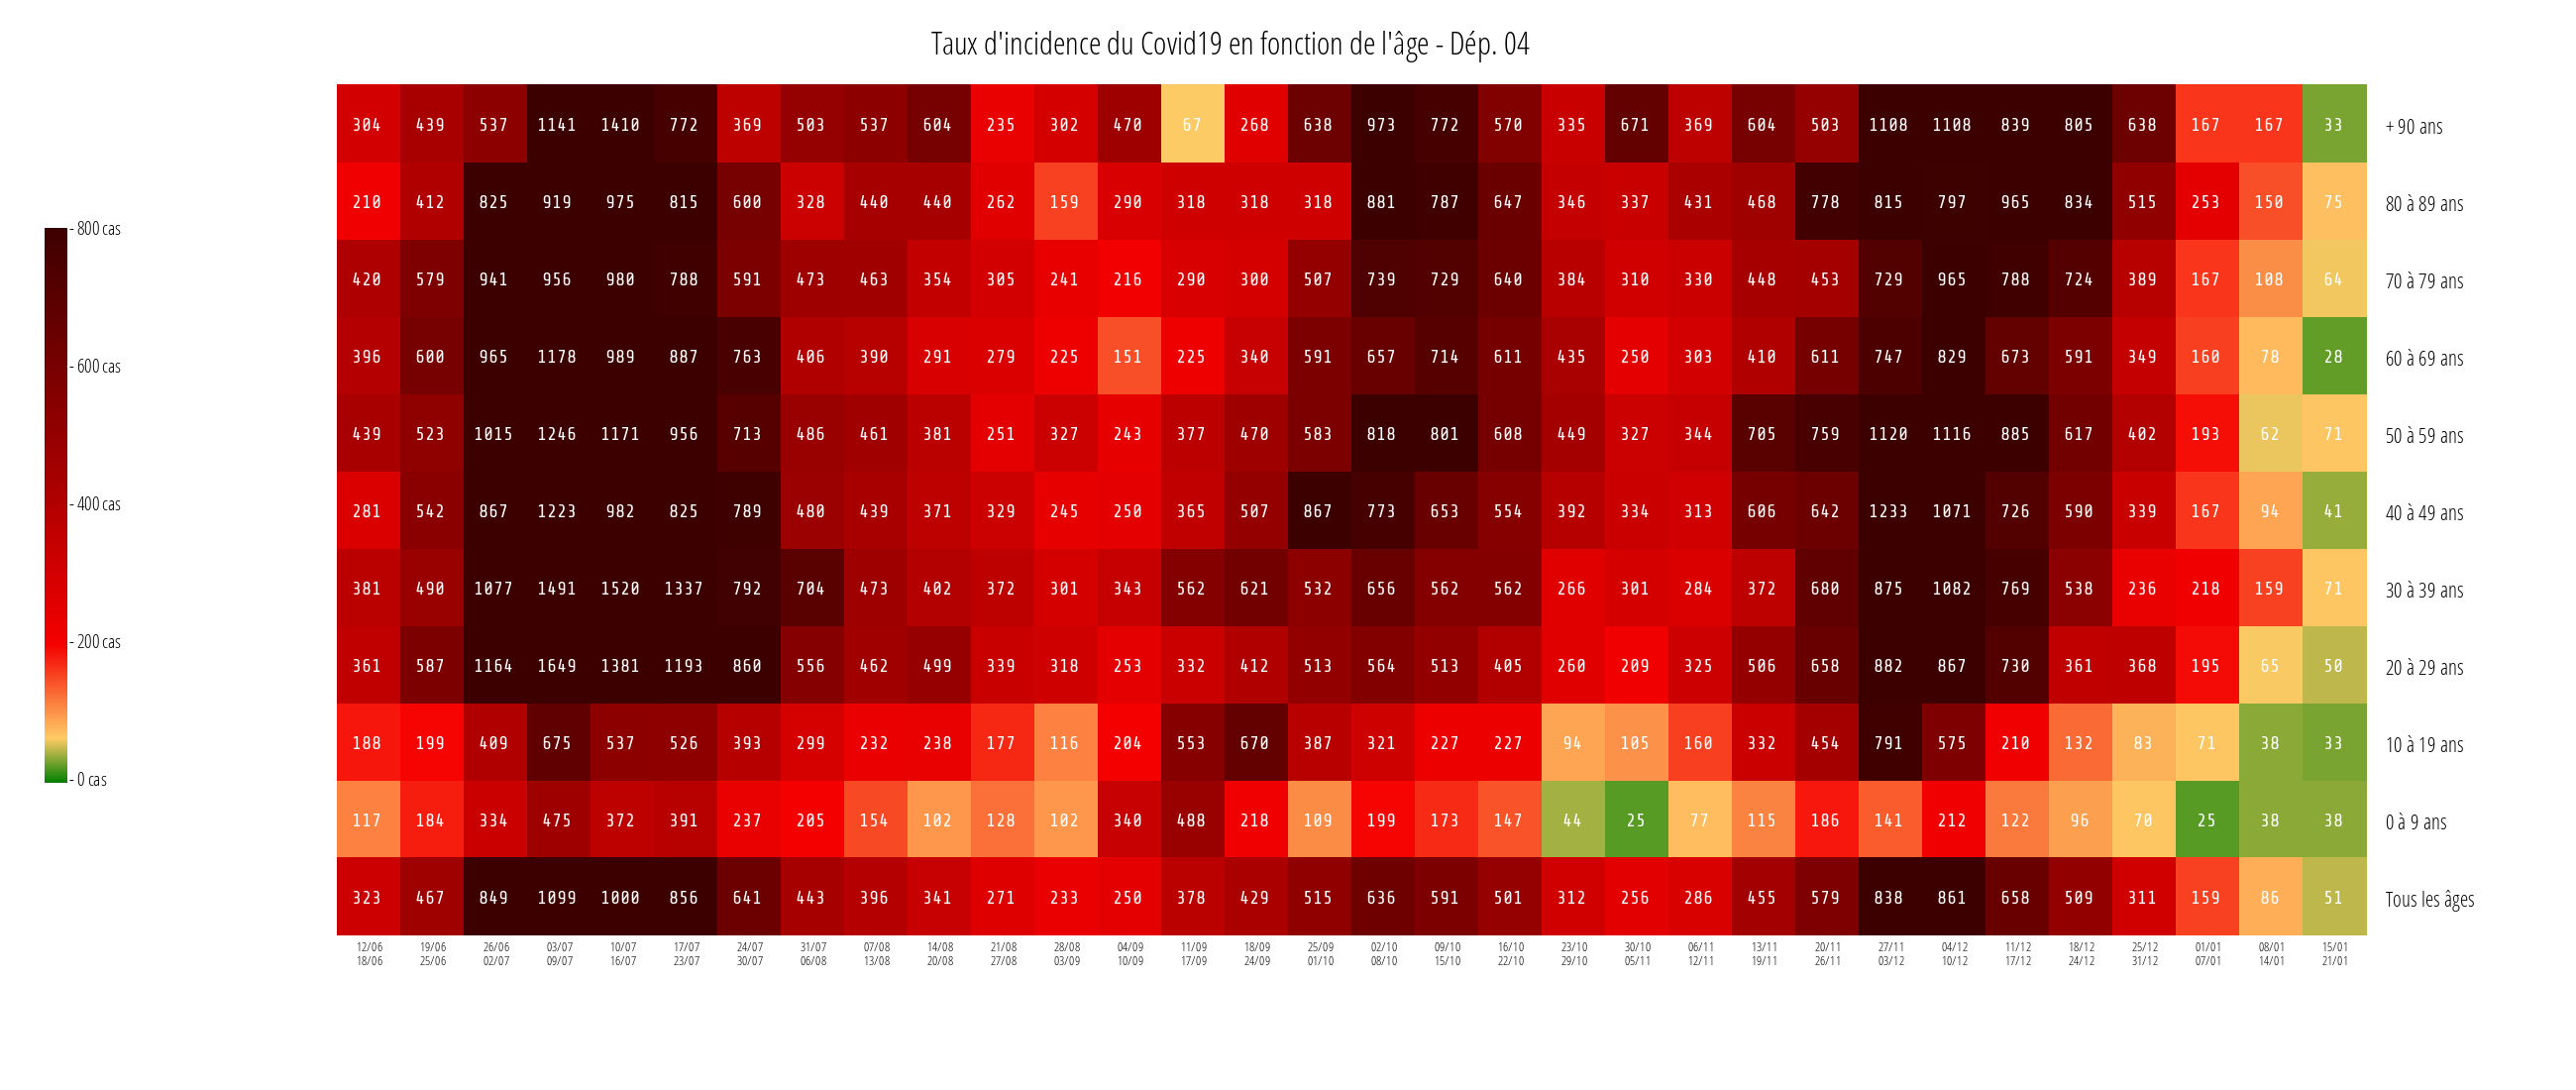 Taux d'incidence du Covid19 en fonction de l'âge - Dép. 04
304 439 537 1141 1410 772 369 503 537 604 235 302 470 67 268 638 973 772 570 335 671 369 604 503 1108 1108 839 805 638 167 167 33 + 90 ans
210 412 825 919 975 815 600 328 440 440 262 159 290 318 318 318 881 787 647 346 337 431 468 778 815 797 965 834 515 253 150 75 80 à 89 ans
- 800 cas
420 579 941 956 980 788 591 473 463 354 305 241 216 290 300 507 739 729 640 384 310 330 448 453 729 965 788 724 389 167 108 64 70 à 79 ans
396 600 965 1178 989 887 763 406 390 291 279 225 151 225 340 591 657 714 611 435 250 303 410 611 747 829 673 591 349 160 78 28 60 à 69 ans
- 600 cas
439 523 1015 1246 1171 956 713 486 461 381 251 327 243 377 470 583 818 801 608 449 327 344 705 759 1120 1116 885 617 402 193 62 71 50 à 59 ans
- 400 cas
281 542 867 1223 982 825 789 480 439 371 329 245 250 365 507 867 773 653 554 392 334 313 606 642 1233 1071 726 590 339 167 94 41 40 à 49 ans
381 490 1077 1491 1520 1337 792 704 473 402 372 301 343 562 621 532 656 562 562 266 301 284 372 680 875 1082 769 538 236 218 159 71 30 à 39 ans
- 200 cas
361 587 1164 1649 1381 1193 860 556 462 499 339 318 253 332 412 513 564 513 405 260 209 325 506 658 882 867 730 361 368 195 65 50 20 à 29 ans
188 199 409 675 537 526 393 299 232 238 177 116 204 553 670 387 321 227 227 94 105 160 332 454 791 575 210 132 83 71 38 33 10 à 19 ans
- 0 cas
117 184 334 475 372 391 237 205 154 102 128 102 340 488 218 109 199 173 147 44 25 77 115 186 141 212 122 96 70 25 38 38 0 à 9 ans
323 467 849 1099 1000 856 641 443 396 341 271 233 250 378 429 515 636 591 501 312 256 286 455 579 838 861 658 509 311 159 86 51 Tous les âges
12/06 19/06 26/06 03/07 10/07 17/07 24/07 31/07 07/08 14/08 21/08 28/08 04/09 11/09 18/09 25/09 02/10 09/10 16/10 23/10 30/10 06/11 13/11 20/11 27/11 04/12 11/12 18/12 25/12 01/01 08/01 15/01
18/06 25/06 02/07 09/07 16/07 23/07 30/07 06/08 13/08 20/08 27/08 03/09 10/09 17/09 24/09 01/10 08/10 15/10 22/10 29/10 05/11 12/11 19/11 26/11 03/12 10/12 17/12 24/12 31/12 07/01 14/01 21/01